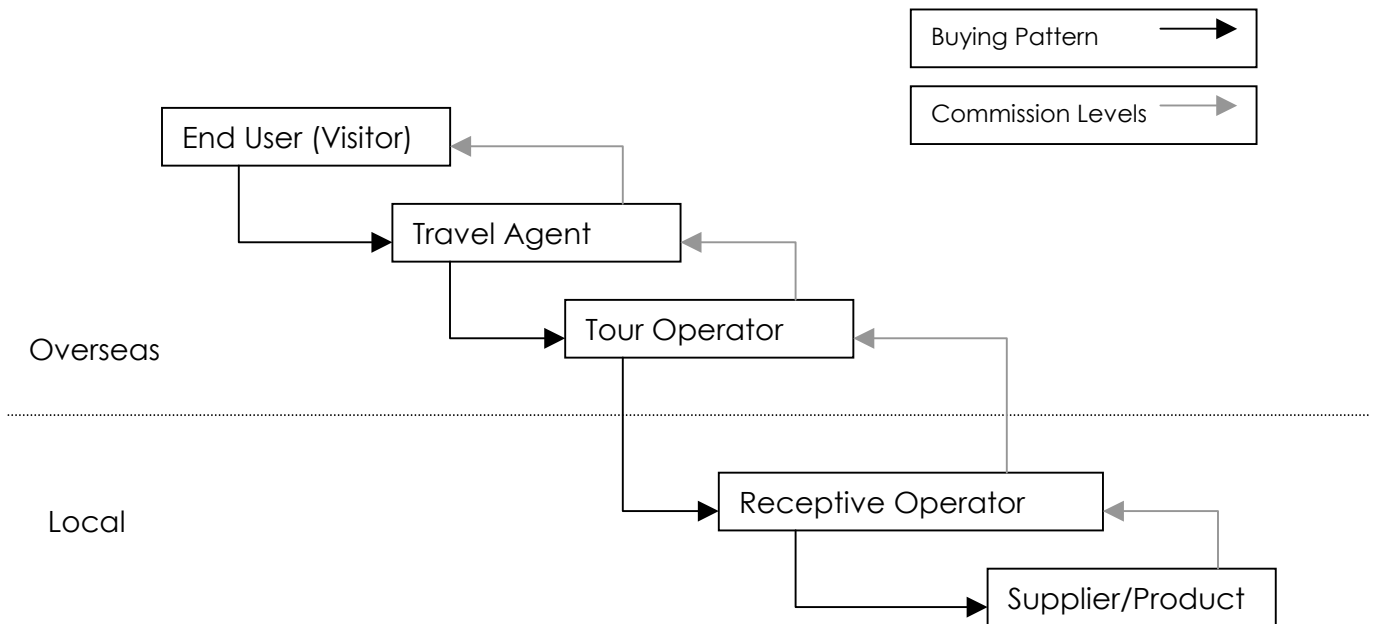 Buying Pattern
Commission Levels
End User (Visitor)
Travel Agent
Tour Operator
Overseas
Receptive Operator
Local
Supplier/Product